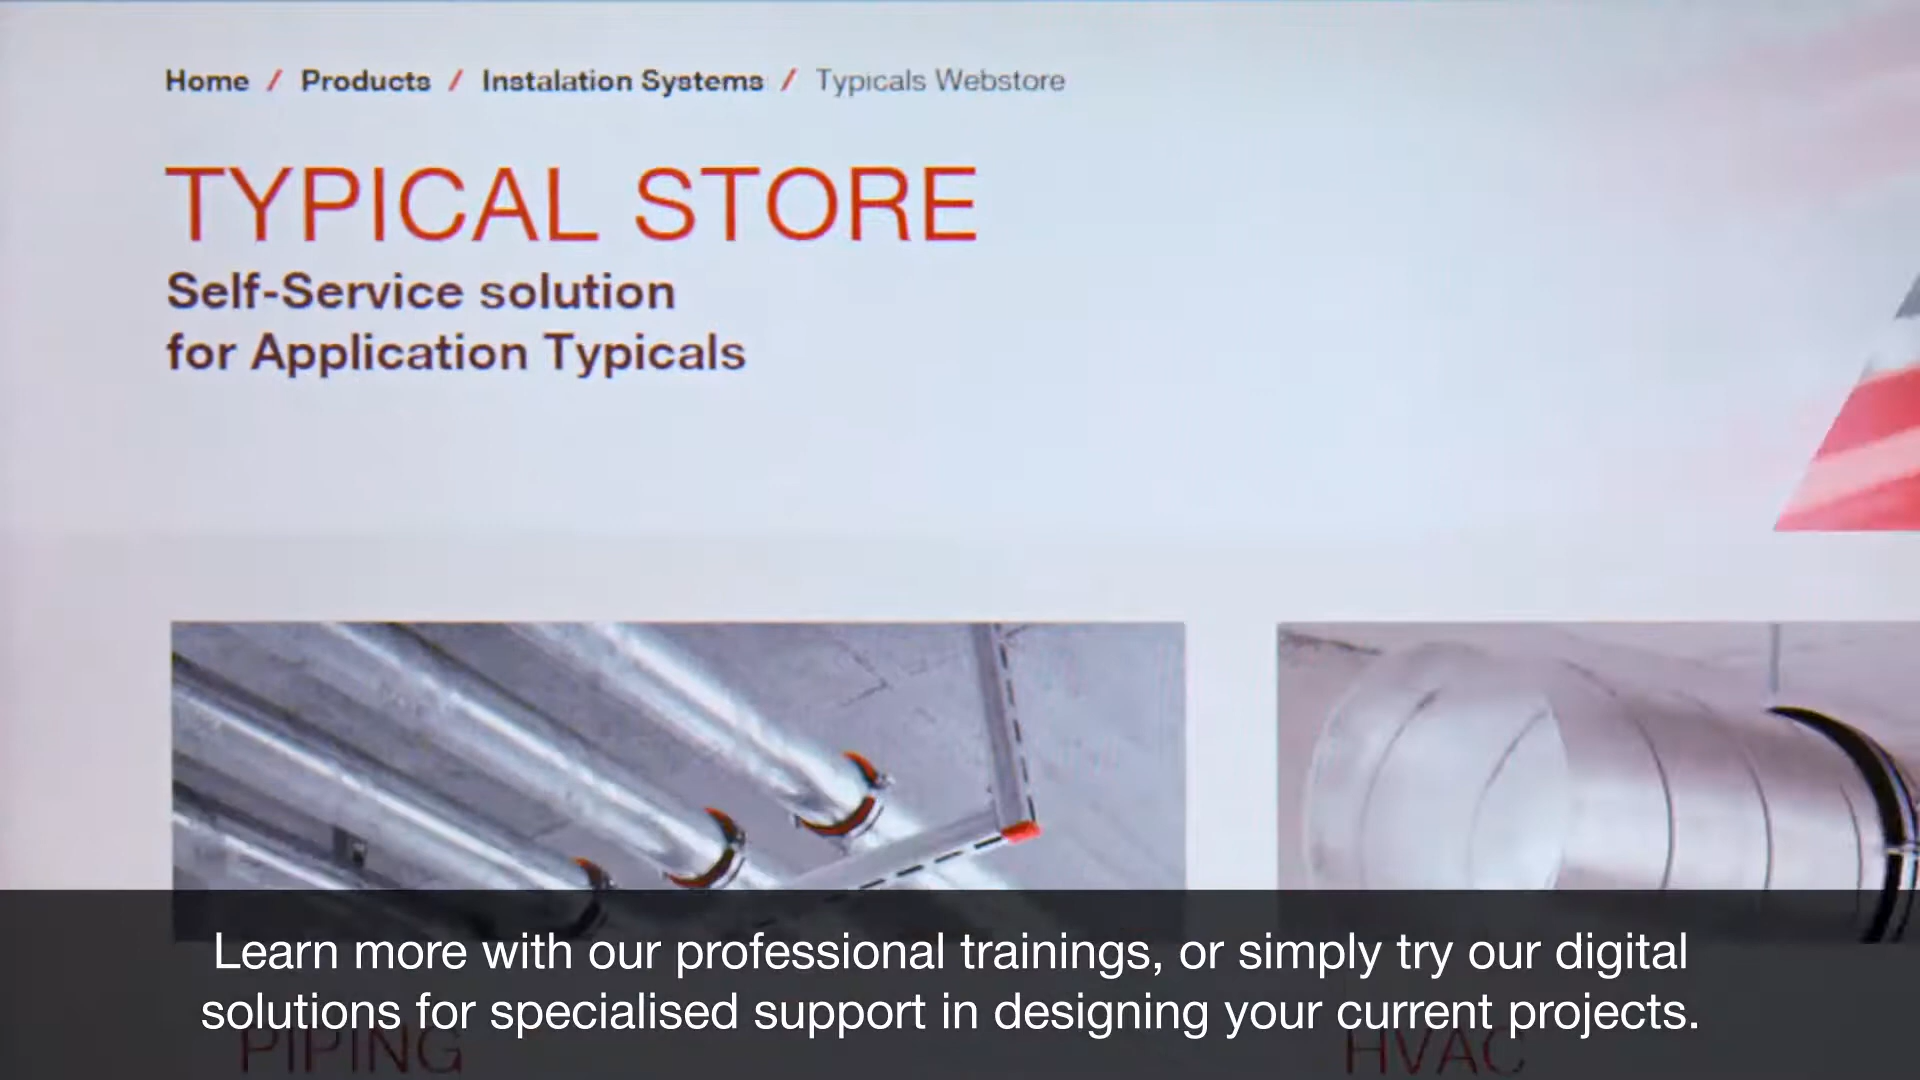 Home / Products / Instalation Systems / Typicals Webstore
TYPICAL STORE
Self-Service solution
for Application Typicals
Learn more with our professional trainings, or simply try our digital
solutions for specialised support in designing your current projects.
PIPING
HVAC